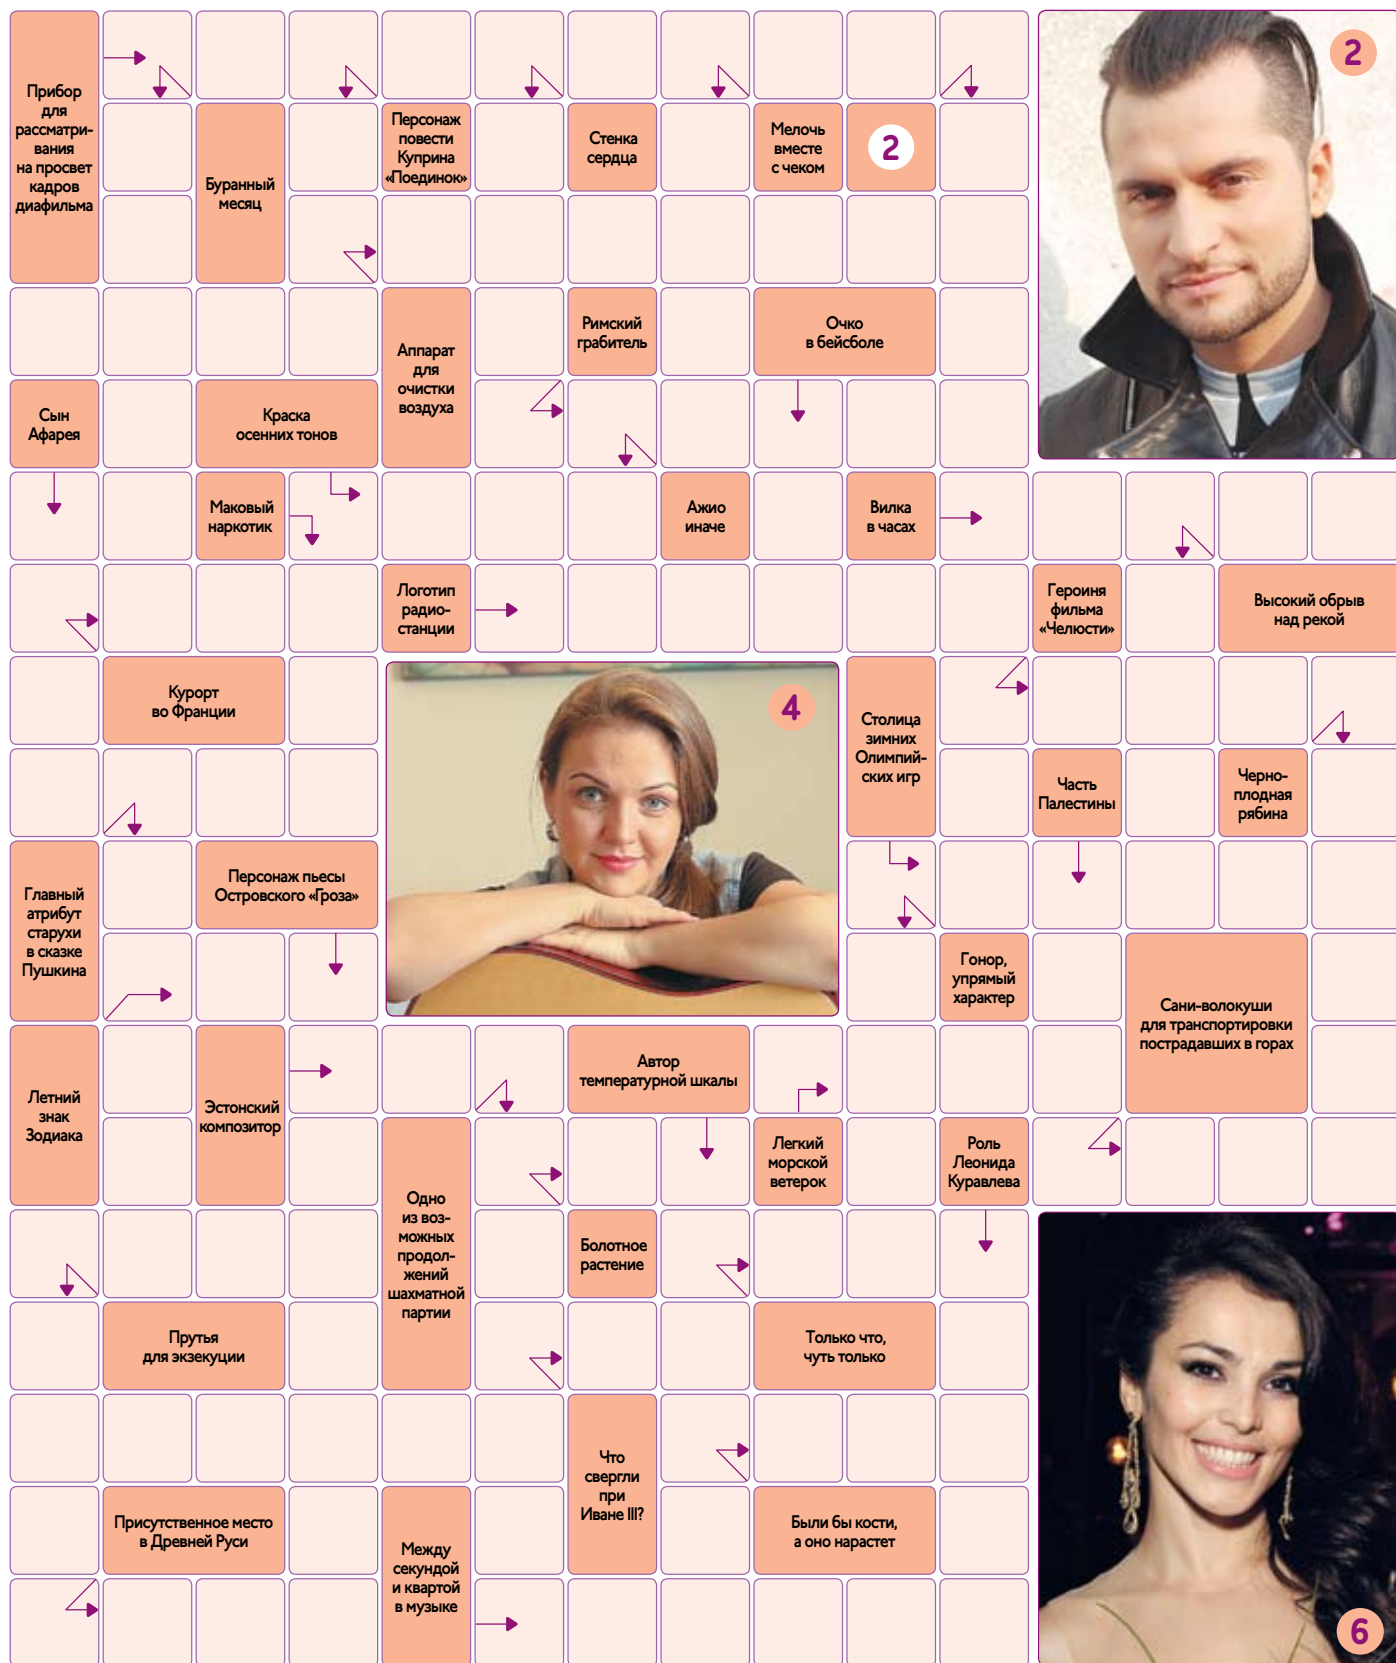 2
Прибор
для
рассматри-
вания
на просвет
кадров
диафильма
Буранный
месяц
Персонаж
повести
Куприна
«Поединок»
Стенка
сердца
Мелочь
вместе
с чеком
2
Аппарат
для
очистки
воздуха
Римский
грабитель
Очко
в бейсболе
Сын
Афарея
Краска
осенних тонов
Маковый
наркотик
Ажио
иначе
Вилка
в часах
Логотип
радио-
станции
Героиня
фильма
«Челюсти»
Высокий обрыв
над рекой
Курорт
во Франции
4
Столица
зимних
Олимпий-
ских игр
Часть
Палестины
Черно-
плодная
рябина
Главный
атрибут
старухи
в сказке
Пушкина
Персонаж пьесы
Островского «Гроза»
Гонор,
упрямый
характер
Сани-волокуши
для транспортировки
пострадавших в горах
Летний
знак
Зодиака
Эстонский
композитор
Автор
температурной шкалы
Одно
из воз-
можных
продол-
жений
шахматной
партии
Легкий
морской
ветерок
Роль
Леонида
Куравлева
Болотное
растение
Прутья
для экзекуции
Только что,
чуть только
Что
свергли
при
Иване III?
Присутственное место
в Древней Руси
Между
секундой
и квартой
в музыке
Были бы кости,
а оно нарастет
6